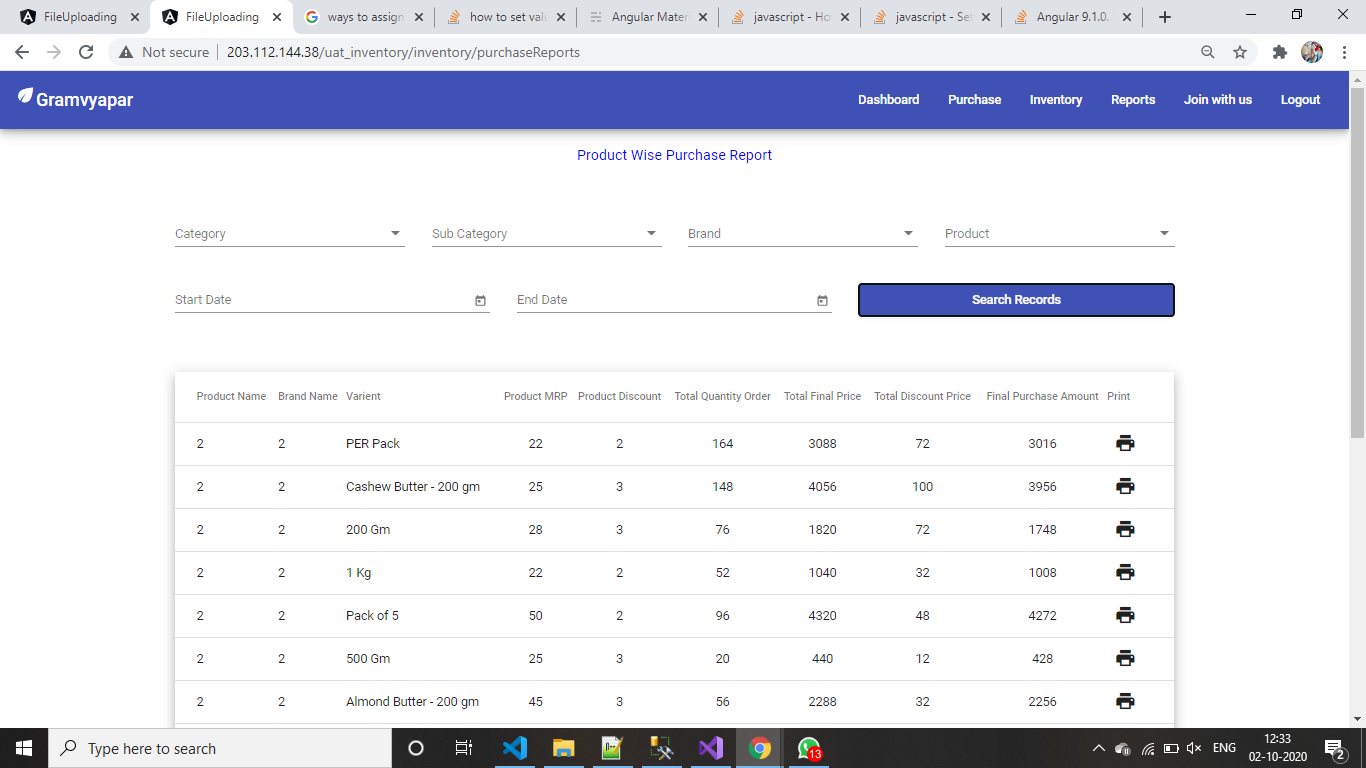 FileUploading FileUploading ways to assign how to set valu Angular Mater javascript - Ho javascript - Set Angular 9.1.0.
Not secure 203.112.144.38/uat_inventory/inventory/purchaseReports
Gramvyapar Dashboard Purchase Inventory Reports Join with us Logout
Product Wise Purchase Report
Category Sub Category Brand Product
Start Date End Date Search Records
Product Name Brand Name Varient Product MRP Product Discount Total Quantity Order Total Final Price Total Discount Price Final Purchase Amount Print
2 2 PER Pack 22 2 164 3088 72 3016
2 2 Cashew Butter - 200 gm 25 3 148 4056 100 3956
2 2 200 Gm 28 3 76 1820 72 1748
2 2 1 Kg 22 2 52 1040 32 1008
2 2 Pack of 5 50 2 96 4320 48 4272
2 2 500 Gm 25 3 20 440 12 428
2 2 Almond Butter - 200 gm 45 3 56 2288 32 2256
Type here to search 13 ENG 12:33 2
02-10-2020